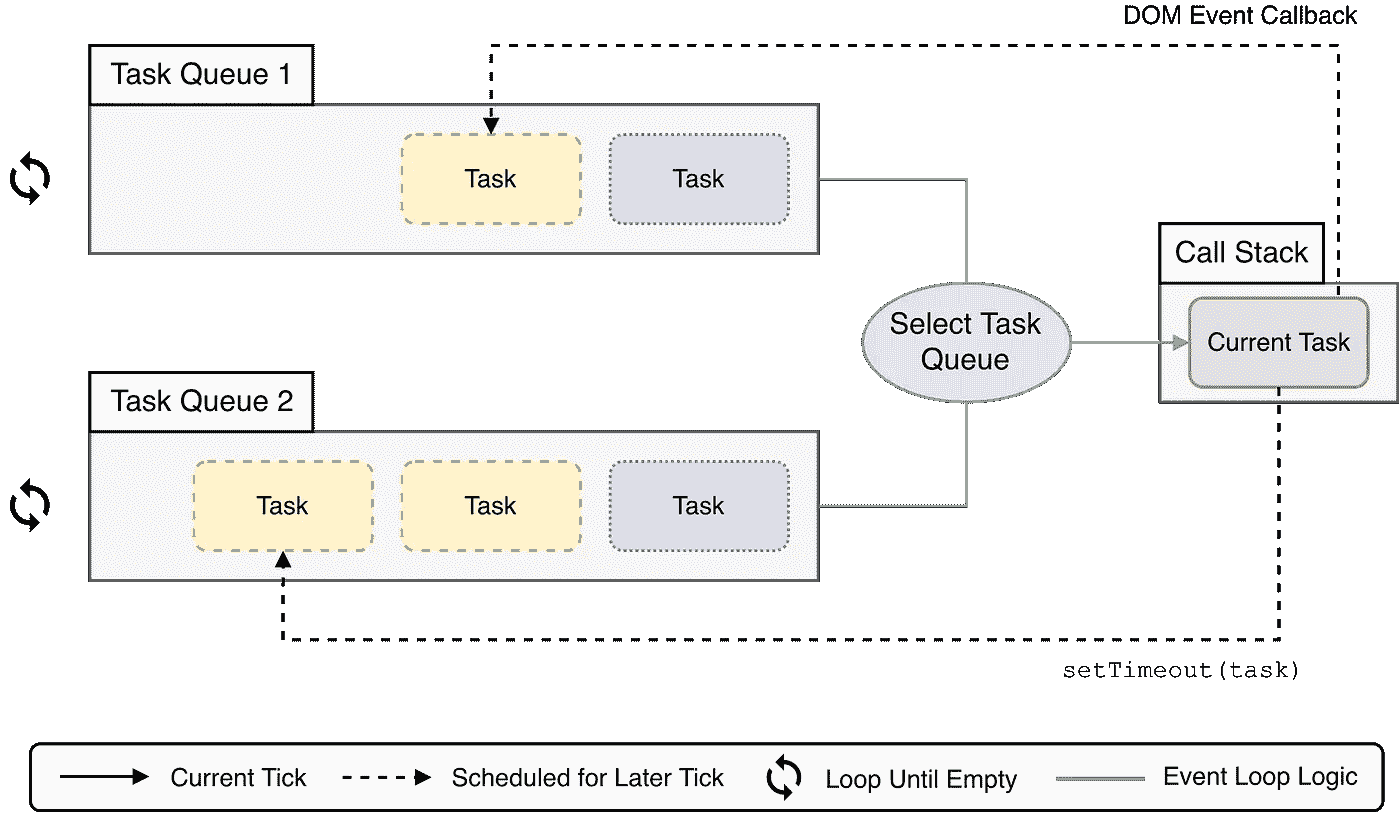 DOM Event Callback
Task Queue 1
Task
Task
Call Stack
Select Task
Queue
Current Task
Task Queue 2
Task
Task
Task
setTimeout(task)
Current Tick
Scheduled for Later Tick
Loop Until Empty
Event Loop Logic